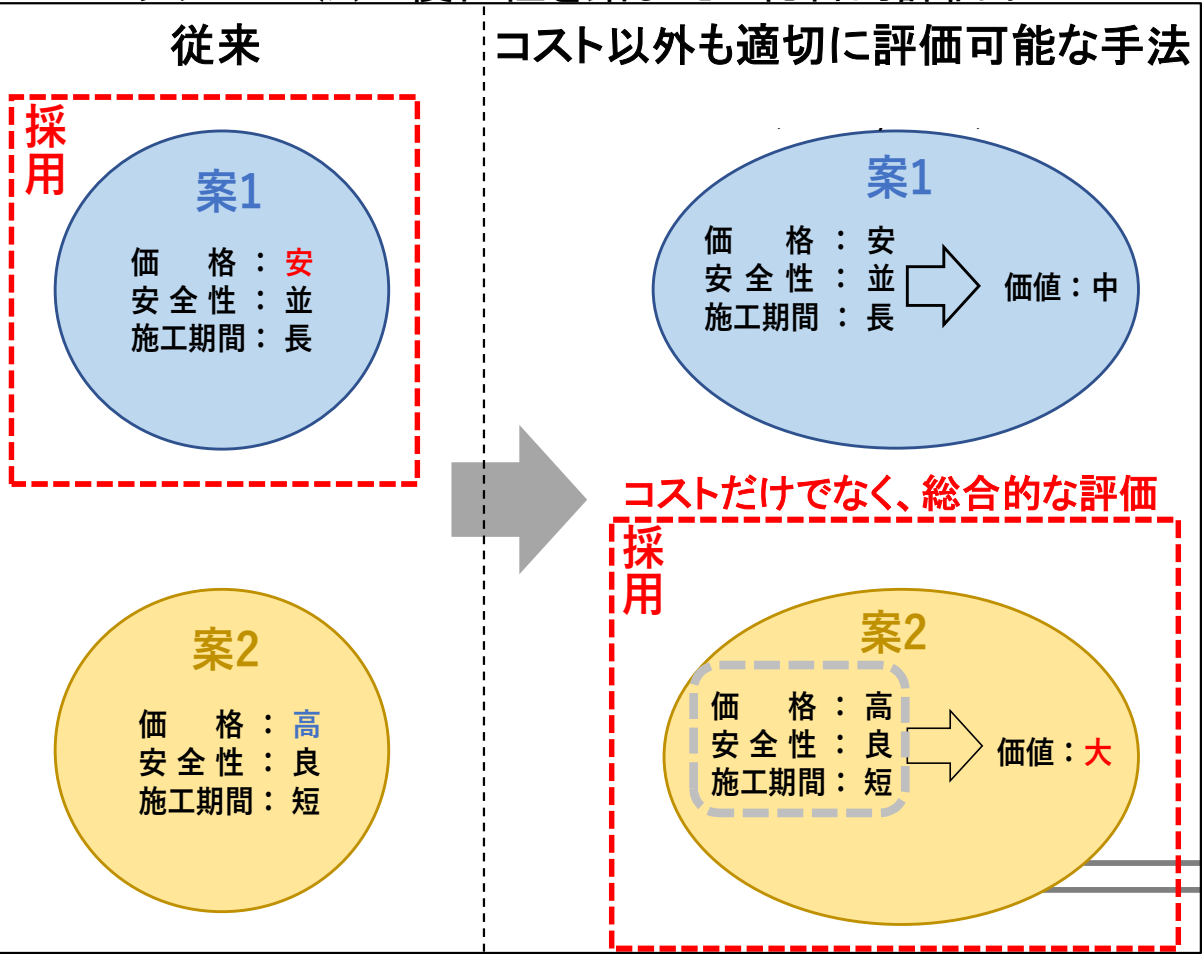 従来
採用
案1
価格：安
安全性：並
施工期間：長
案2
価格：高
安全性：良
施工期間：短
コスト以外も適切に評価可能な手法
案1
価格：安
安全性：並
施工期間：長
価値：中
コストだけでなく、総合的な評価
採用
案2
価格：高
安全性：良
施工期間：短
価値：大